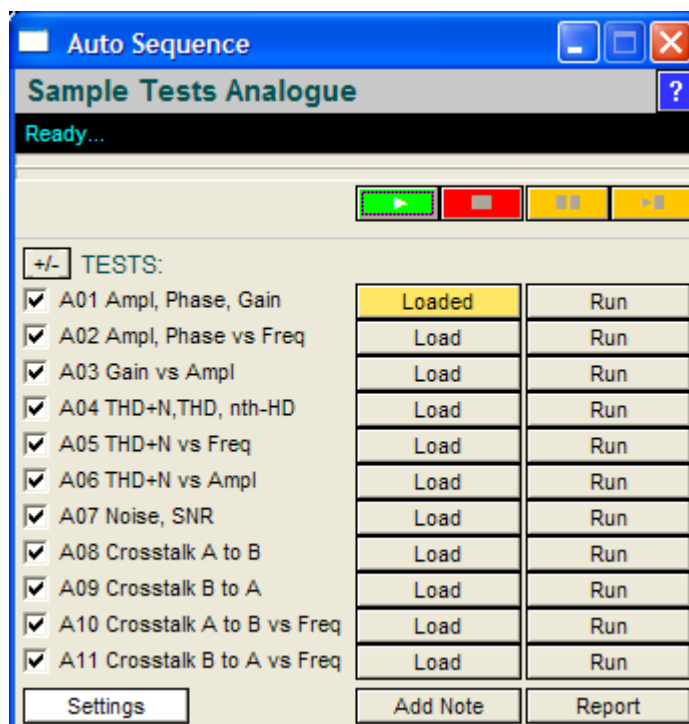 Auto Sequence
Sample Tests Analogue ?
Ready...
+/- TESTS:
A01 Ampl, Phase, Gain Loaded Run
A02 Ampl, Phase vs Freq Load Run
A03 Gain vs Ampl Load Run
A04 THD+N,THD, nth-HD Load Run
A05 THD+N vs Freq Load Run
A06 THD+N vs Ampl Load Run
A07 Noise, SNR Load Run
A08 Crosstalk A to B Load Run
A09 Crosstalk B to A Load Run
A10 Crosstalk A to B vs Freq Load Run
A11 Crosstalk B to A vs Freq Load Run
Settings Add Note Report